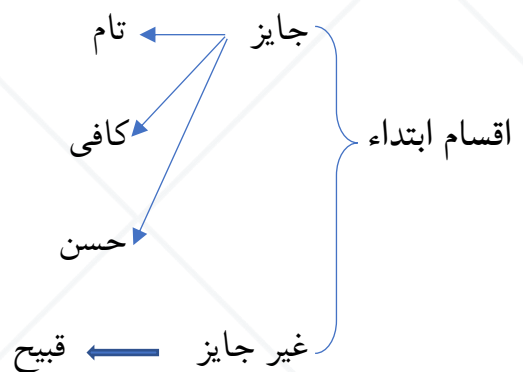 جایز تام
کافی
اقسام ابتداء
حسن
غیر جایز قبیح